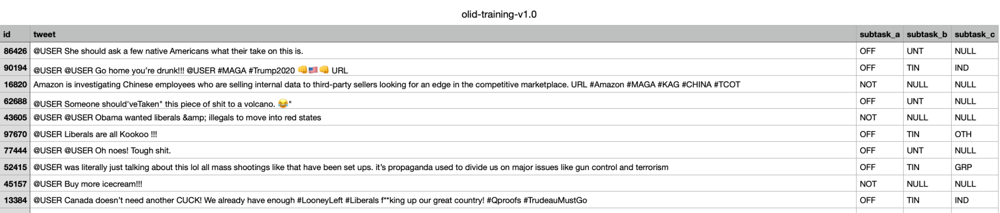 olid-training-v1.0
id tweet subtask_a subtask_b subtask_c
86426 @USER She should ask a few native Americans what their take on this is. OFF UNT NULL
90194 @USER @USER Go home you’re drunk!!! @USER #MAGA #Trump2020 👊🇺🇸👊 URL OFF TIN IND
16820 Amazon is investigating Chinese employees who are selling internal data to third-party sellers looking for an edge in the competitive marketplace. URL #Amazon #MAGA #KAG #CHINA #TCOT NOT NULL NULL
62688 @USER Someone should'veTaken" this piece of shit to a volcano. 😂" OFF UNT NULL
43605 @USER @USER Obama wanted liberals &amp; illegals to move into red states NOT NULL NULL
97670 @USER Liberals are all Kookoo !!! OFF TIN OTH
77444 @USER @USER Oh noes! Tough shit. OFF UNT NULL
52415 @USER was literally just talking about this lol all mass shootings like that have been set ups. it’s propaganda used to divide us on major issues like gun control and terrorism OFF TIN GRP
45157 @USER Buy more icecream!!! NOT NULL NULL
13384 @USER Canada doesn’t need another CUCK! We already have enough #LooneyLeft #Liberals f**king up our great country! #Qproofs #TrudeauMustGo OFF TIN IND